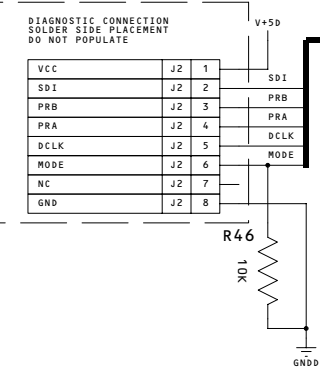 DIAGNOSTIC CONNECTION
SOLDER SIDE PLACEMENT
DO NOT POPULATE
V+5D
VCC J2 1
SDI J2 2 SDI
PRB J2 3 PRB
PRA J2 4 PRA
DCLK J2 5 DCLK
MODE J2 6 MODE
NC J2 7
GND J2 8
R46
10K
GNDD